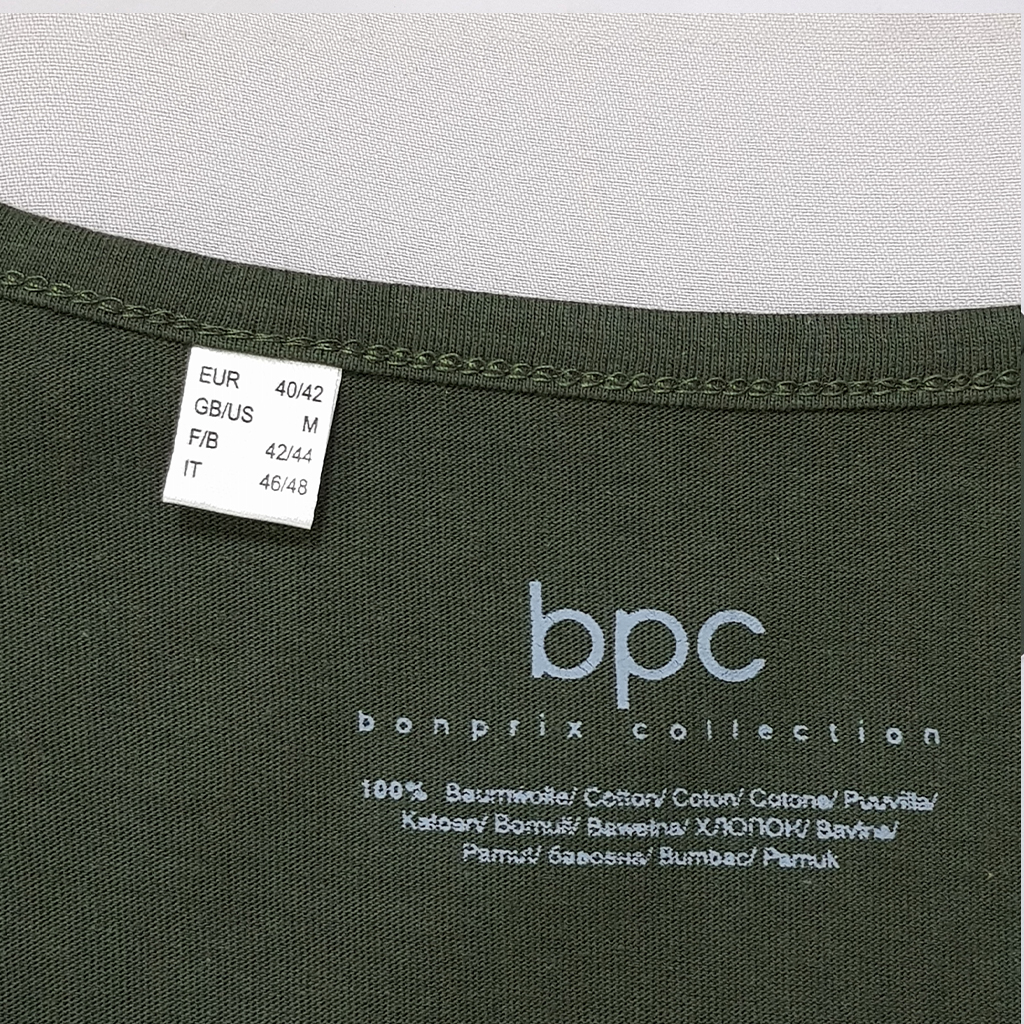 EUR 40/42
GB/US M
F/B 42/44
IT 46/48
bpc
bonprix collection
100% Baumwolle/ Cotton/ Coton/ Cotone/ Puuvilla/
Katoen/ Bomull/ Bawełna/ ХЛОПОК/ Bavlna/
Pamut/ бавовна/ Bumbac/ Pamuk